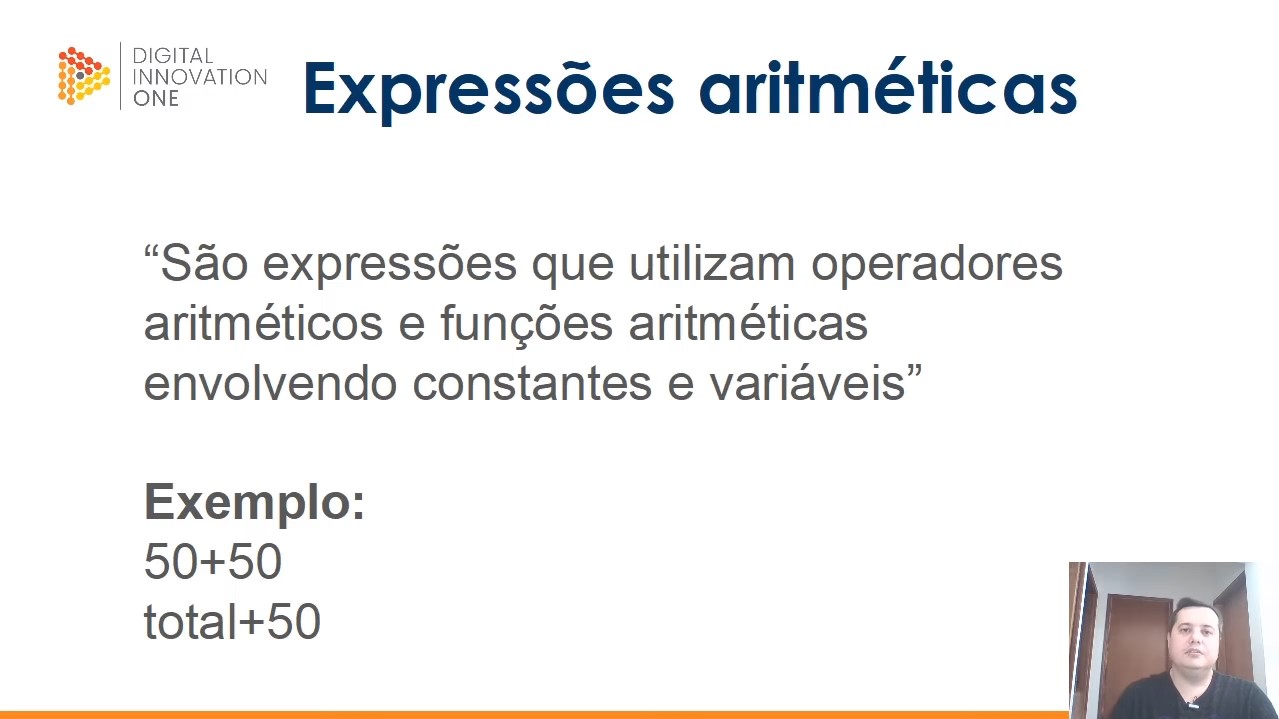 DIGITAL
INNOVATION
ONE
Expressões aritméticas
“São expressões que utilizam operadores
aritméticos e funções aritméticas
envolvendo constantes e variáveis”
Exemplo:
50+50
total+50